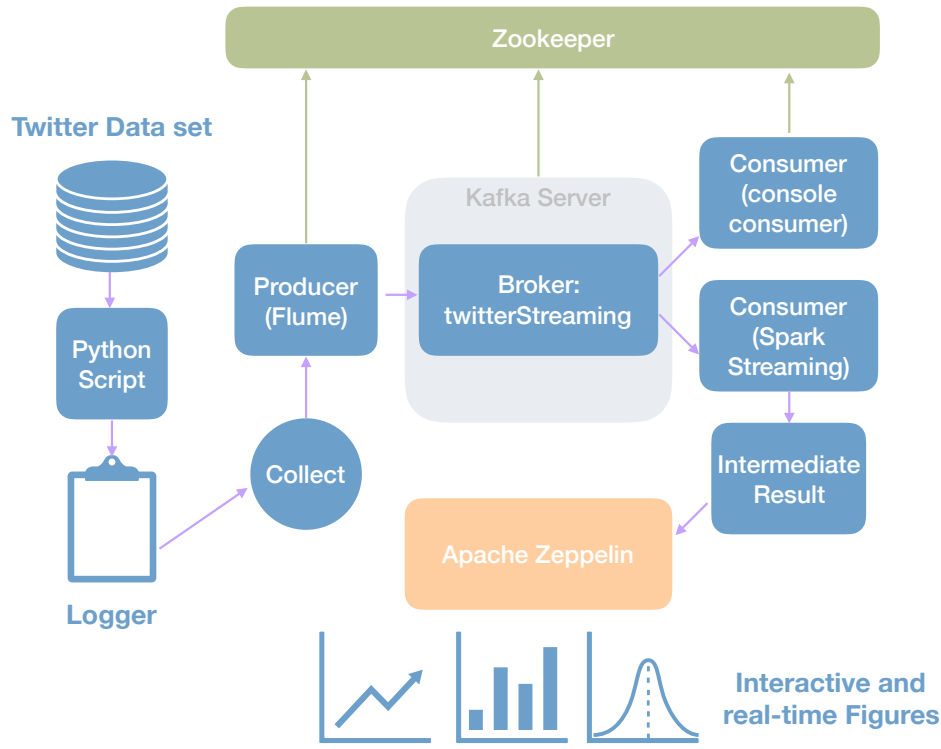 Zookeeper
Twitter Data set
Kafka Server
Consumer
(console
consumer)
Producer
(Flume)
Broker:
twitterStreaming
Consumer
(Spark
Streaming)
Python
Script
Collect
Intermediate
Result
Apache Zeppelin
Logger
Interactive and
real-time Figures